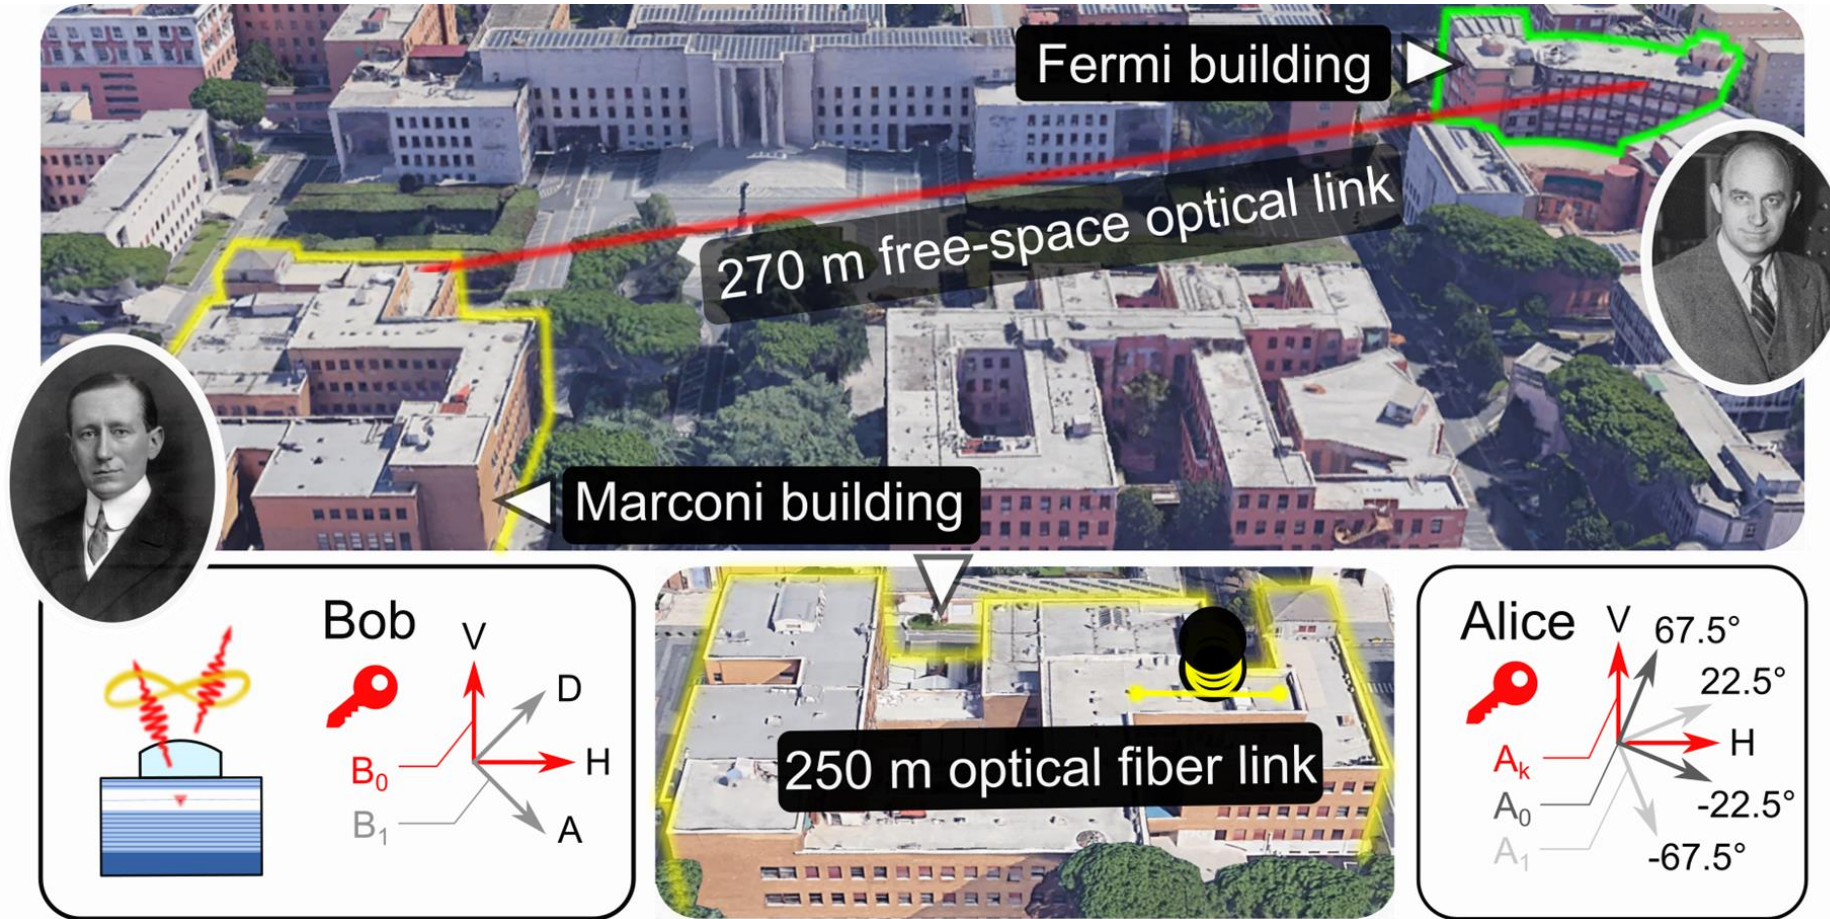 Fermi building
270 m free-space optical link
Marconi building
Bob
V
D
H
A
B₀
B₁
250 m optical fiber link
Alice
V
67.5°
22.5°
H
-22.5°
-67.5°
Aₖ
A₀
A₁